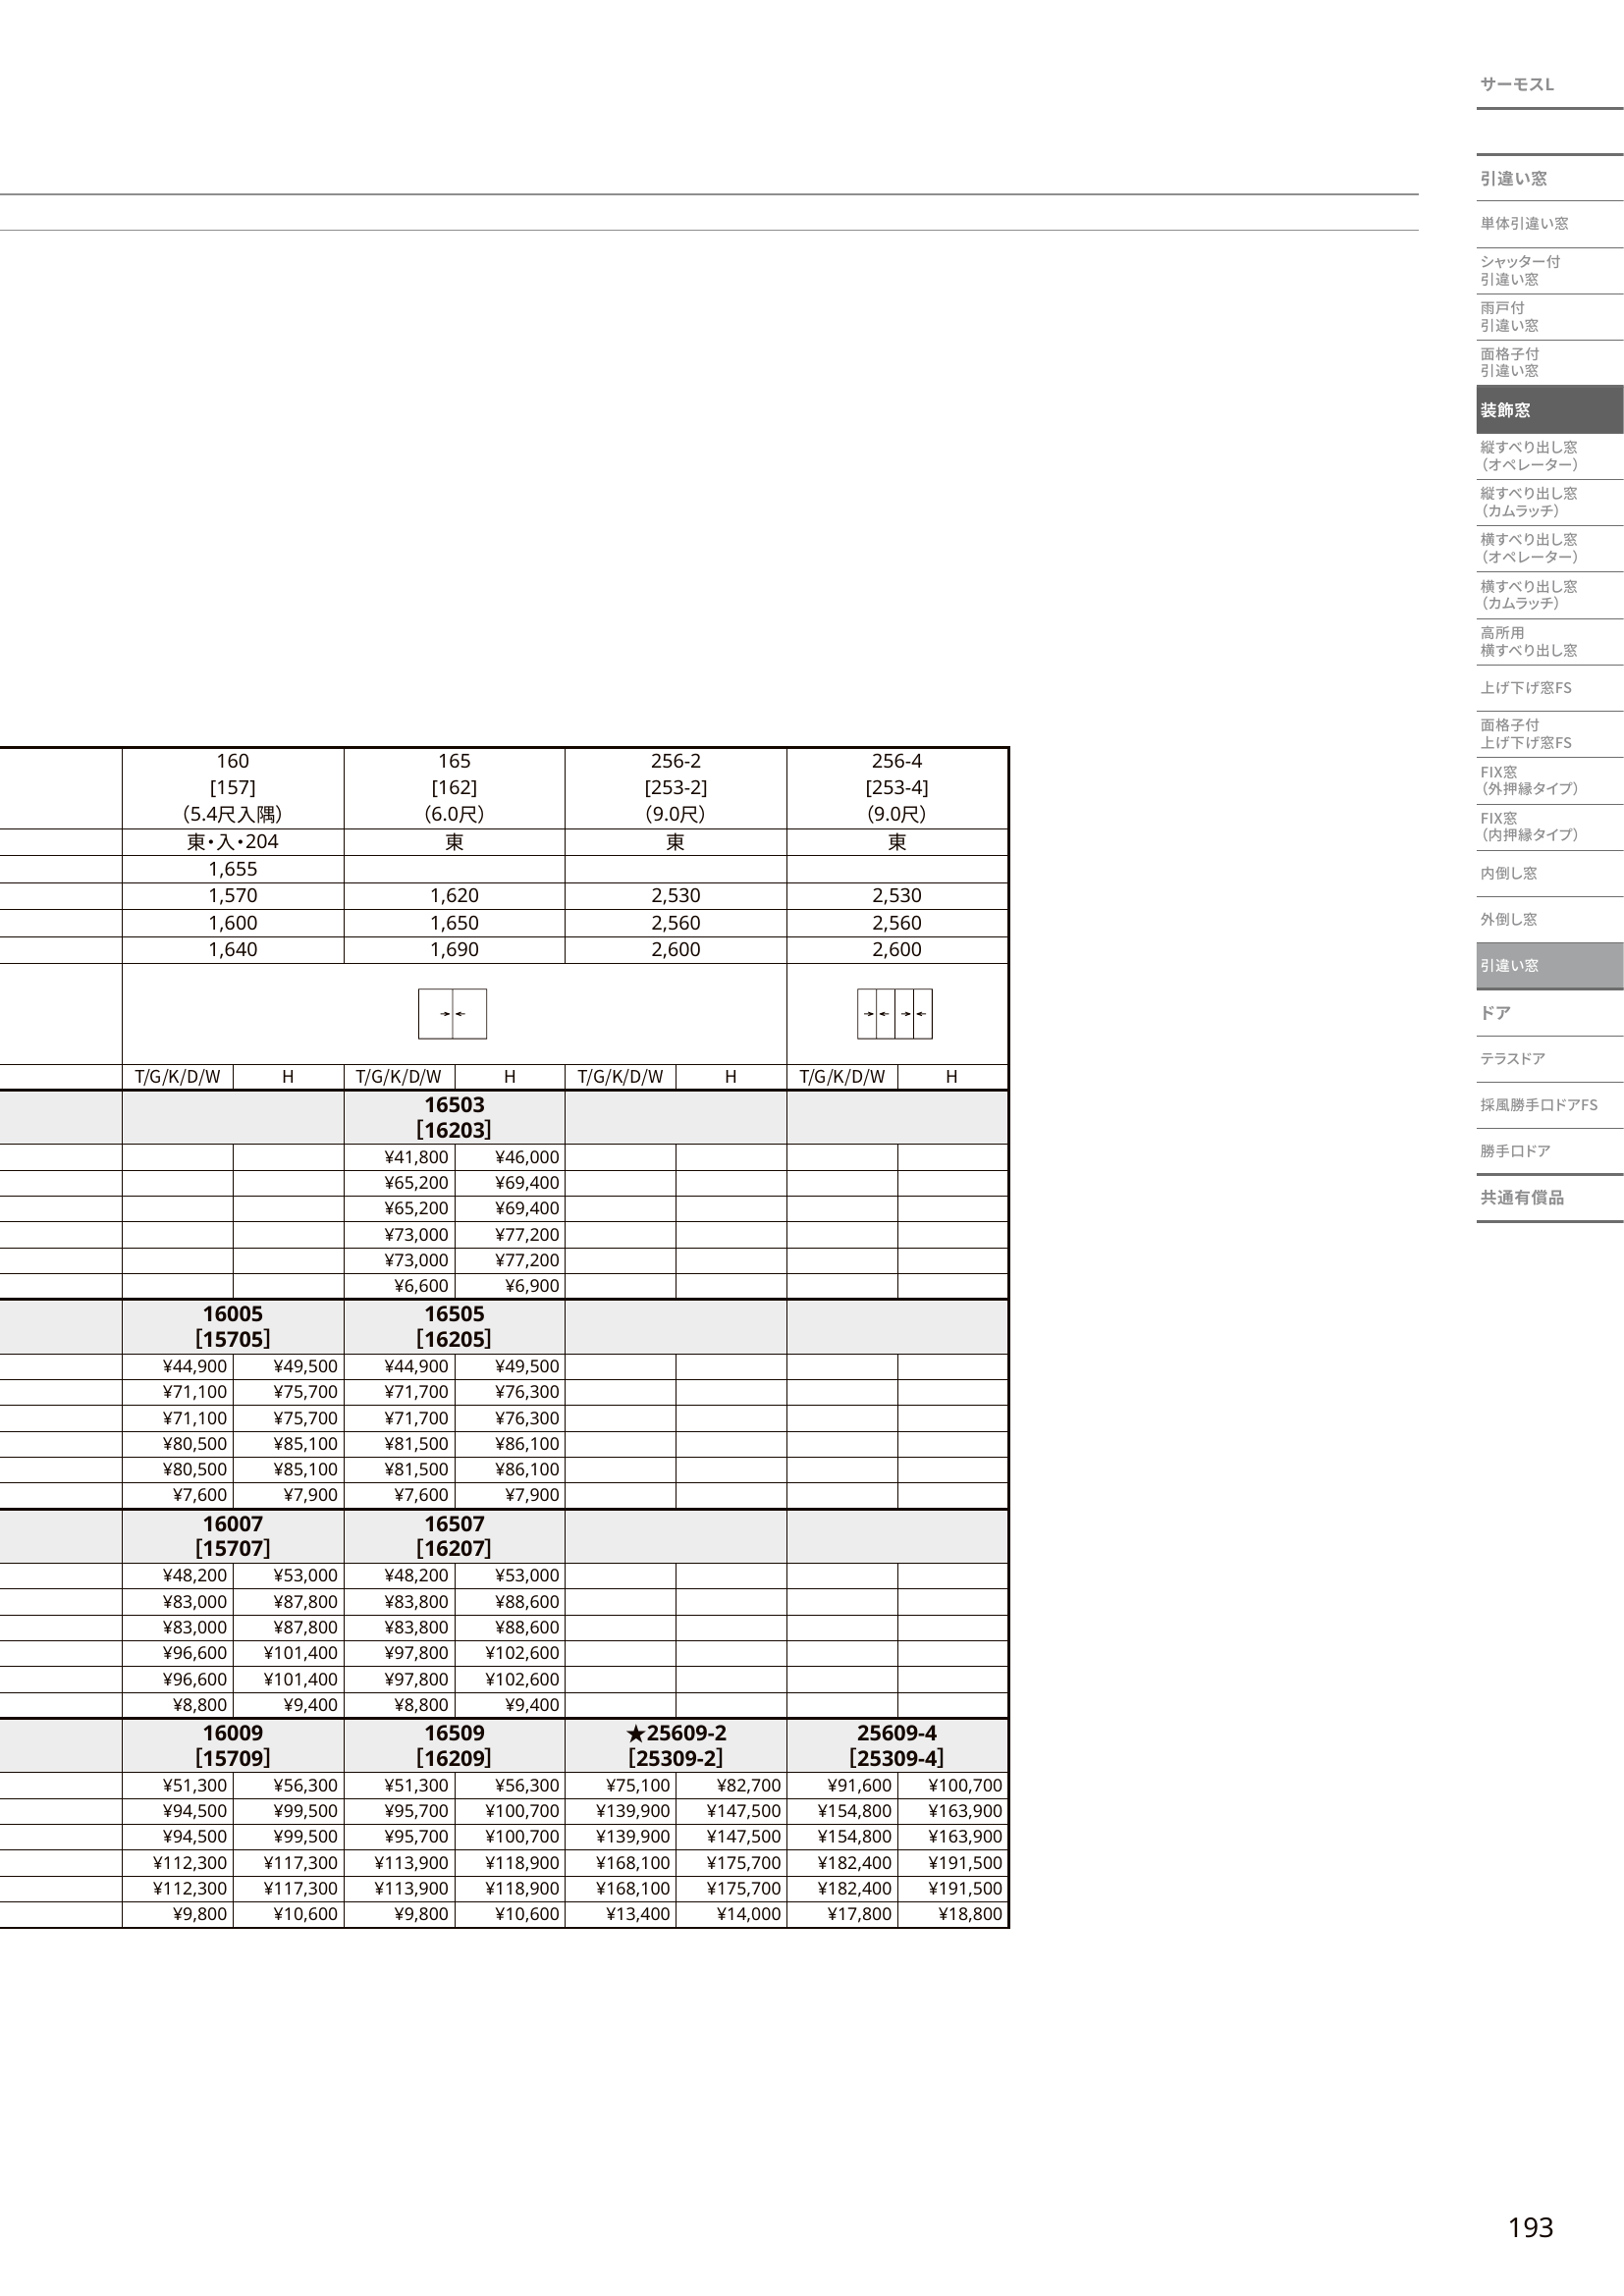 サーモスL
引違い窓
単体引違い窓
シャッター付
引違い窓
雨戸付
引違い窓
面格子付
引違い窓
装飾窓
縦すべり出し窓
（オペレーター）
縦すべり出し窓
（カムラッチ）
横すべり出し窓
（オペレーター）
横すべり出し窓
（カムラッチ）
高所用
横すべり出し窓
上げ下げ窓FS
面格子付
上げ下げ窓FS
FIX窓
（外押縁タイプ）
FIX窓
（内押縁タイプ）
内倒し窓
外倒し窓
引違い窓
ドア
テラスドア
採風勝手口ドアFS
勝手口ドア
共通有償品
160 165 256-2 256-4
[157] [162] [253-2] [253-4]
（5.4尺入隅） （6.0尺） （9.0尺） （9.0尺）
東・入・204 東 東 東
1,655
1,570 1,620 2,530 2,530
1,600 1,650 2,560 2,560
1,640 1,690 2,600 2,600
T/G/K/D/W H T/G/K/D/W H T/G/K/D/W H T/G/K/D/W H
16503
[16203]
¥41,800 ¥46,000
¥65,200 ¥69,400
¥65,200 ¥69,400
¥73,000 ¥77,200
¥73,000 ¥77,200
¥6,600 ¥6,900
16005 16505
[15705] [16205]
¥44,900 ¥49,500 ¥44,900 ¥49,500
¥71,100 ¥75,700 ¥71,700 ¥76,300
¥71,100 ¥75,700 ¥71,700 ¥76,300
¥80,500 ¥85,100 ¥81,500 ¥86,100
¥80,500 ¥85,100 ¥81,500 ¥86,100
¥7,600 ¥7,900 ¥7,600 ¥7,900
16007 16507
[15707] [16207]
¥48,200 ¥53,000 ¥48,200 ¥53,000
¥83,000 ¥87,800 ¥83,800 ¥88,600
¥83,000 ¥87,800 ¥83,800 ¥88,600
¥96,600 ¥101,400 ¥97,800 ¥102,600
¥96,600 ¥101,400 ¥97,800 ¥102,600
¥8,800 ¥9,400 ¥8,800 ¥9,400
16009 16509 ★25609-2 25609-4
[15709] [16209] [25309-2] [25309-4]
¥51,300 ¥56,300 ¥51,300 ¥56,300 ¥75,100 ¥82,700 ¥91,600 ¥100,700
¥94,500 ¥99,500 ¥95,700 ¥100,700 ¥139,900 ¥147,500 ¥154,800 ¥163,900
¥94,500 ¥99,500 ¥95,700 ¥100,700 ¥139,900 ¥147,500 ¥154,800 ¥163,900
¥112,300 ¥117,300 ¥113,900 ¥118,900 ¥168,100 ¥175,700 ¥182,400 ¥191,500
¥112,300 ¥117,300 ¥113,900 ¥118,900 ¥168,100 ¥175,700 ¥182,400 ¥191,500
¥9,800 ¥10,600 ¥9,800 ¥10,600 ¥13,400 ¥14,000 ¥17,800 ¥18,800
193